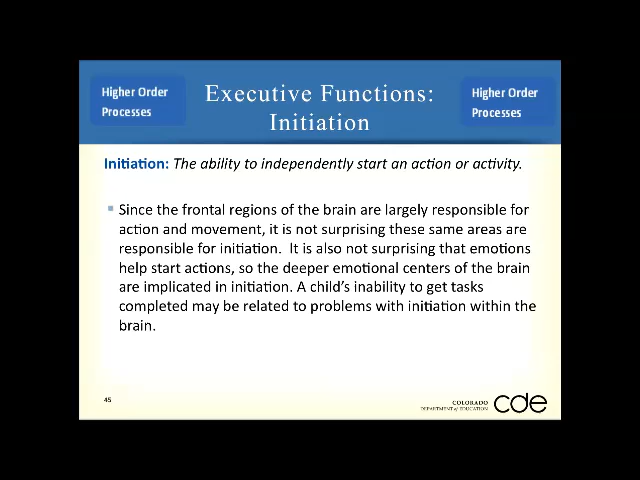 Higher Order
Processes
Executive Functions:
Initiation
Higher Order
Processes
Initiation: The ability to independently start an action or activity.
Since the frontal regions of the brain are largely responsible for
action and movement, it is not surprising these same areas are
responsible for initiation.  It is also not surprising that emotions
help start actions, so the deeper emotional centers of the brain
are implicated in initiation. A child's inability to get tasks
completed may be related to problems with initiation within the
brain.
45
COLORADO
DEPARTMENT of EDUCATION
cde